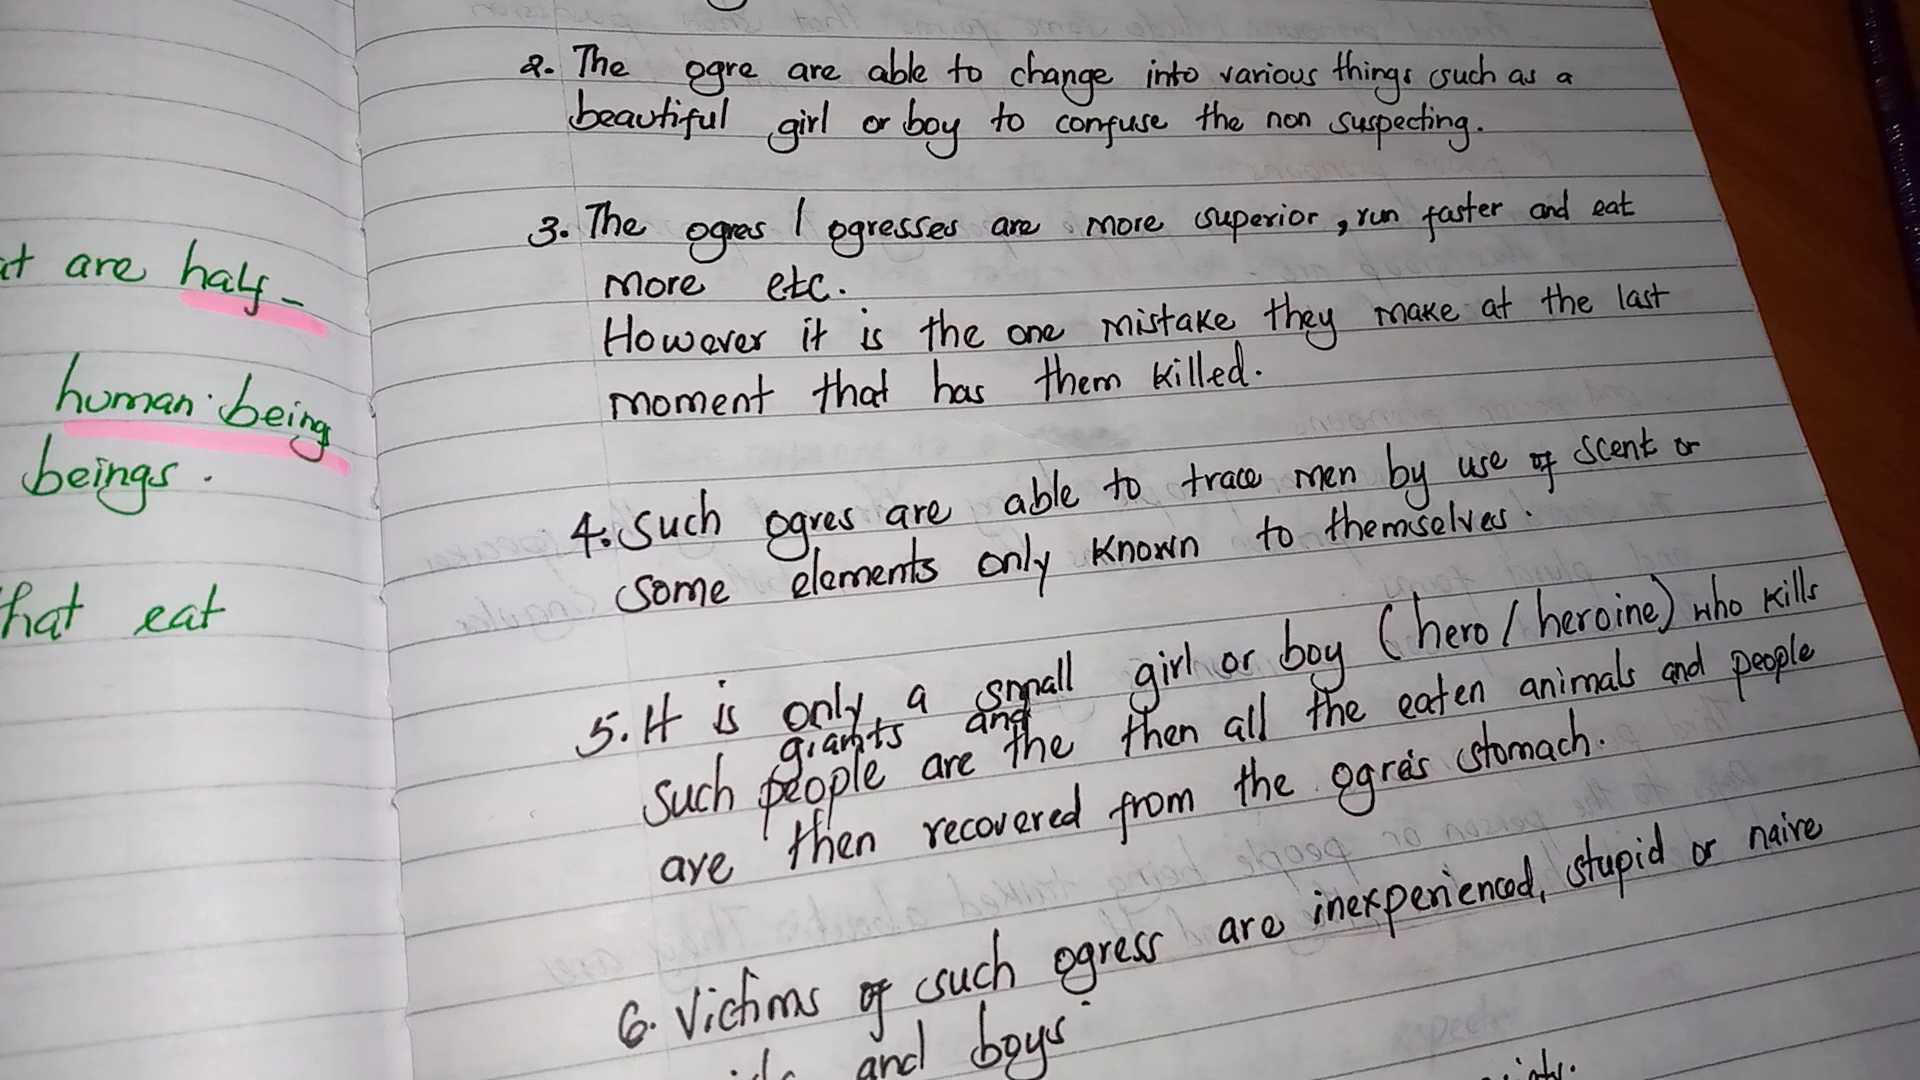 at are half-
human being
beings.
that eat
2. The ogre are able to change into various things such as a
beautiful girl or boy to confuse the non suspecting.
3. The ogres / ogresses are more superior, run faster and eat
more etc.
However it is the one mistake they make at the last
moment that has them killed.
4. Such ogres are able to trace men by use of scent or
some elements only known to themselves.
5. It is only a small girl or boy (hero / heroine) who kills
giants and
such people are the then all the eaten animals and people
are then recovered from the ogre's stomach.
6. Victims of such ogress are inexperienced, stupid or naive
and boys